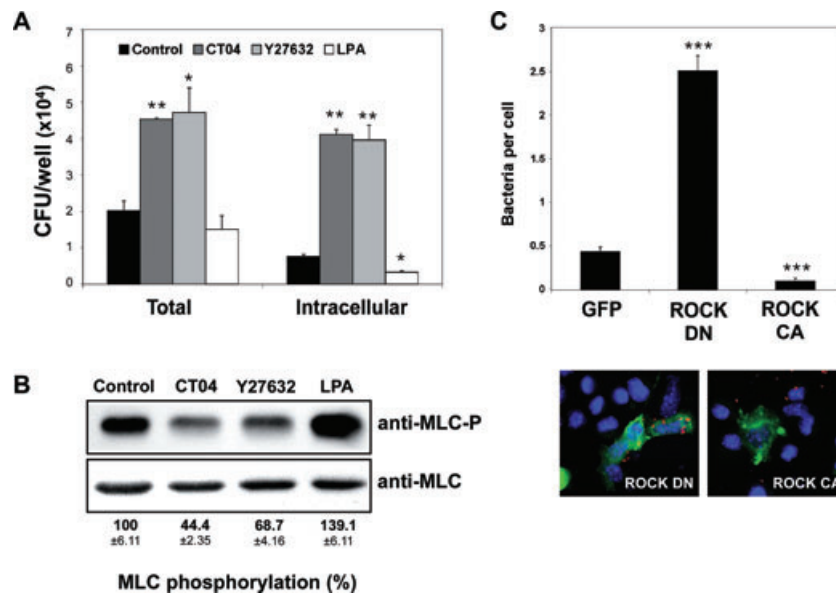 A
Control CT04 Y27632 LPA
CFU/well (x10⁴)
7
6
5
4
3
2
1
0
** *
** **
*
Total Intracellular
B
Control CT04 Y27632 LPA
anti-MLC-P
anti-MLC
100 44.4 68.7 139.1
±6.11 ±2.35 ±4.16 ±6.11
MLC phosphorylation (%)
C
Bacteria per cell
3
2.5
2
1.5
1
0.5
0
***
***
GFP ROCK ROCK
DN CA
ROCK DN ROCK CA